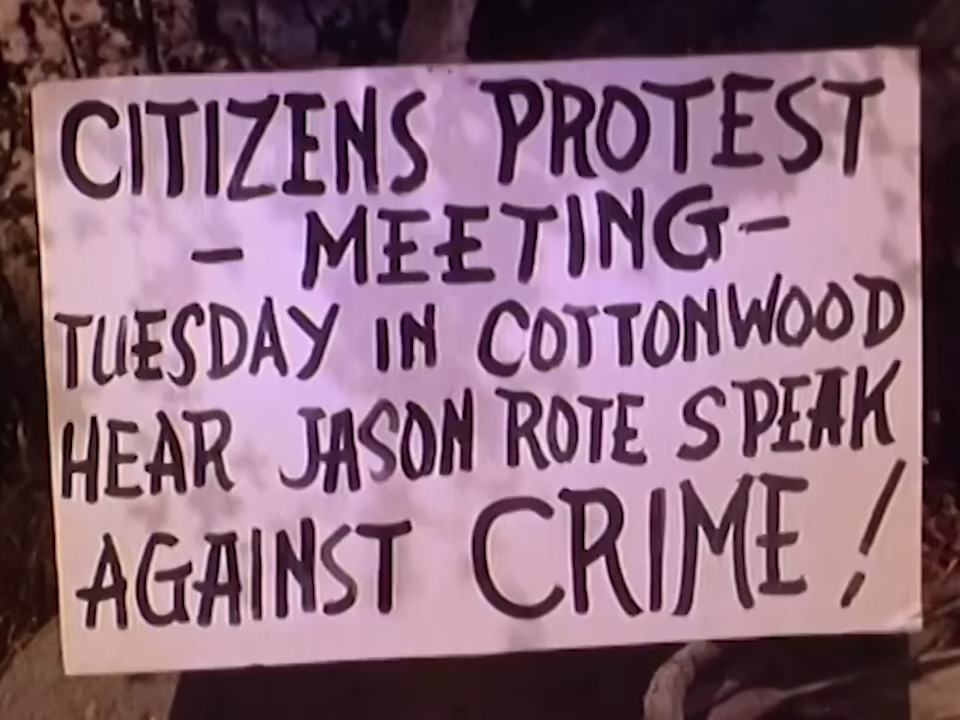 CITIZENS PROTEST
- MEETING -
TUESDAY IN COTTONWOOD
HEAR JASON ROTE SPEAK
AGAINST CRIME!